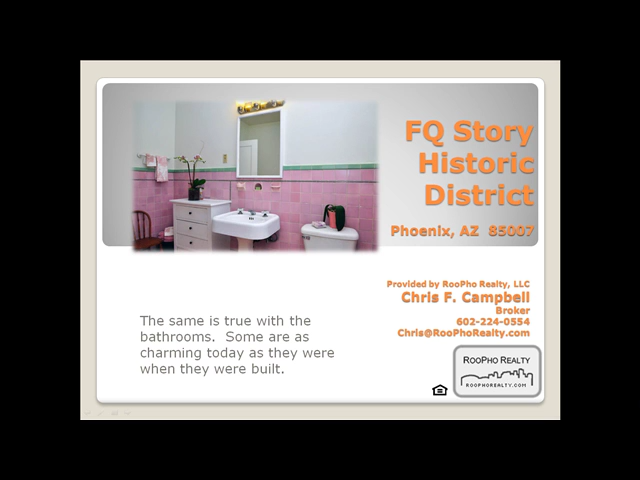 FQ Story
Historic
District
Phoenix, AZ 85007
Provided by RooPho Realty, LLC
Chris F. Campbell
Broker
602-224-0554
Chris@RooPhoRealty.com
The same is true with the
bathrooms. Some are as
charming today as they were
when they were built.
ROOPHO REALTY
ROOPHOREALTY.COM